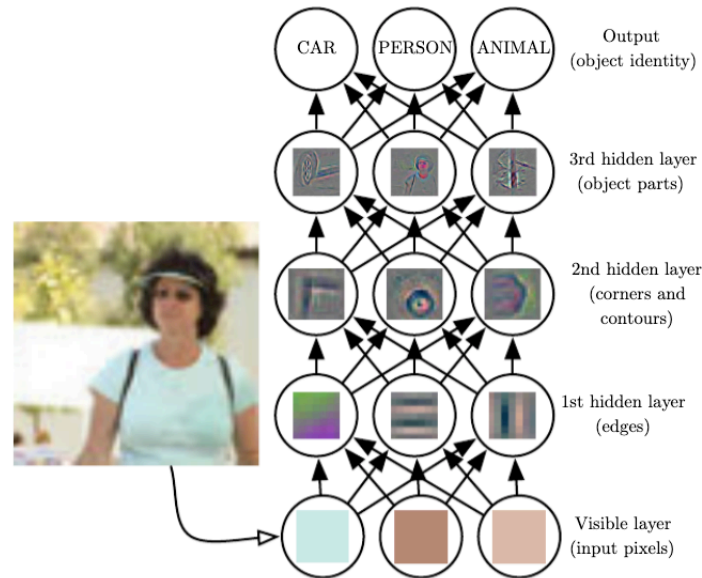 CAR
PERSON
ANIMAL
Output
(object identity)
3rd hidden layer
(object parts)
2nd hidden layer
(corners and
contours)
1st hidden layer
(edges)
Visible layer
(input pixels)